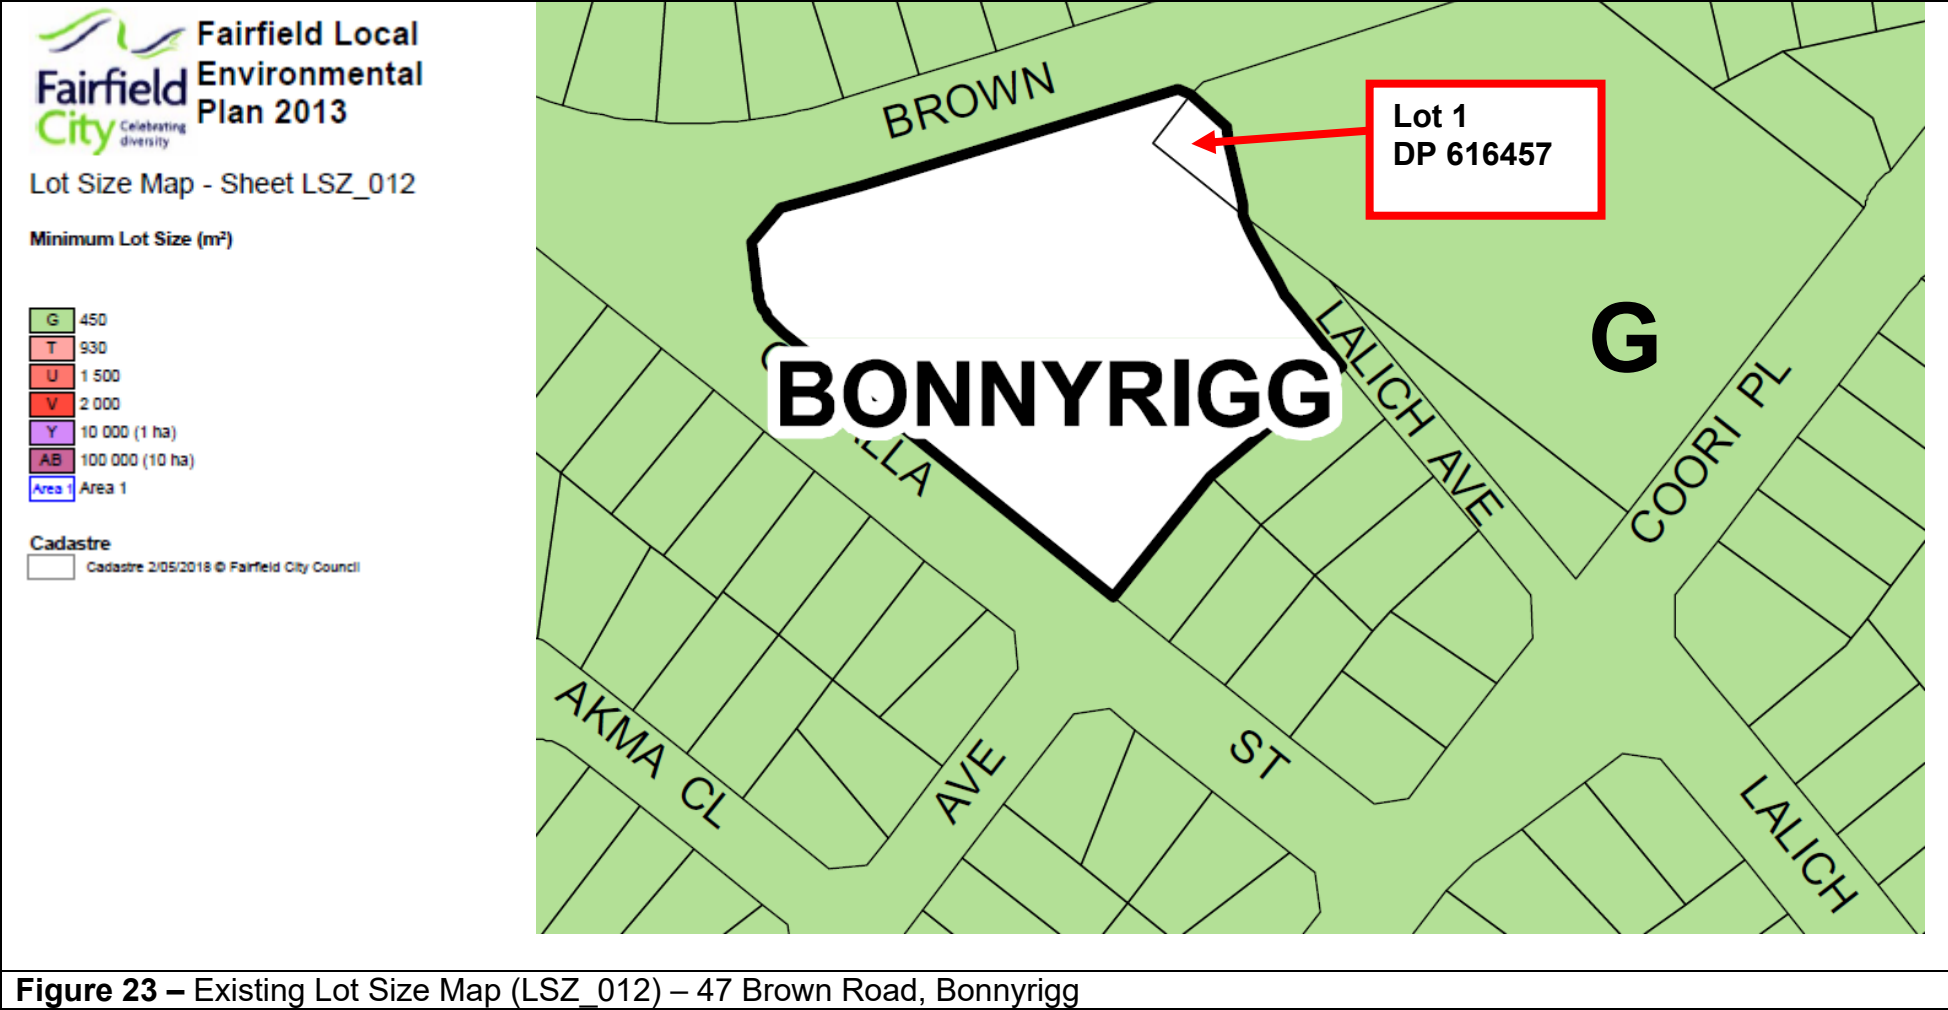 Fairfield
City
Celebrating
diversity
Fairfield Local
Environmental
Plan 2013
Lot Size Map - Sheet LSZ_012
Minimum Lot Size (m²)
G 450
T 930
U 1 500
V 2 000
Y 10 000 (1 ha)
AB 100 000 (10 ha)
Area 1 Area 1
Cadastre
Cadastre 2/05/2018 © Fairfield City Council
BROWN
Lot 1
DP 616457
G
BONNYRIGG
LALICH AVE
COORI PL
AKMA CL
AVE
ST
LALICH
Figure 23 – Existing Lot Size Map (LSZ_012) – 47 Brown Road, Bonnyrigg